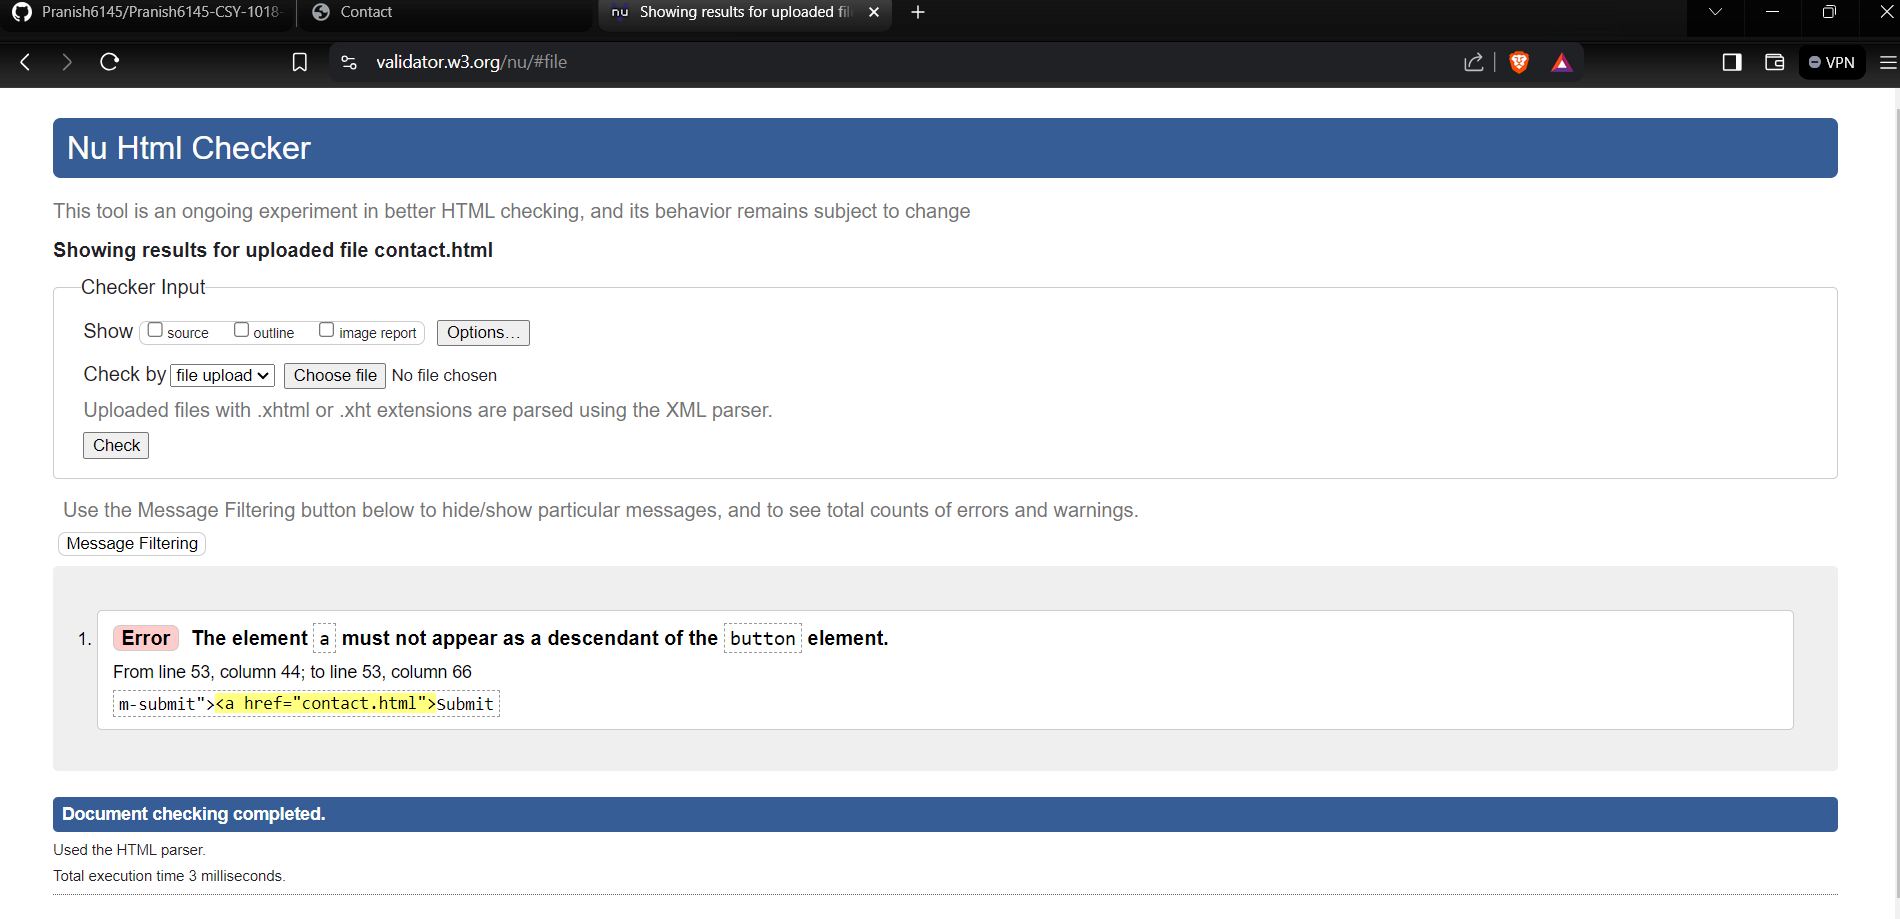 Pranish6145/Pranish6145-CSY-1018-
Contact
nu Showing results for uploaded fil
validator.w3.org/nu/#file
VPN
Nu Html Checker
This tool is an ongoing experiment in better HTML checking, and its behavior remains subject to change
Showing results for uploaded file contact.html
Checker Input
Show source outline image report Options...
Check by file upload Choose file No file chosen
Uploaded files with .xhtml or .xht extensions are parsed using the XML parser.
Check
Use the Message Filtering button below to hide/show particular messages, and to see total counts of errors and warnings.
Message Filtering
1. Error The element a must not appear as a descendant of the button element.
From line 53, column 44; to line 53, column 66
m-submit"><a href="contact.html">Submit
Document checking completed.
Used the HTML parser.
Total execution time 3 milliseconds.